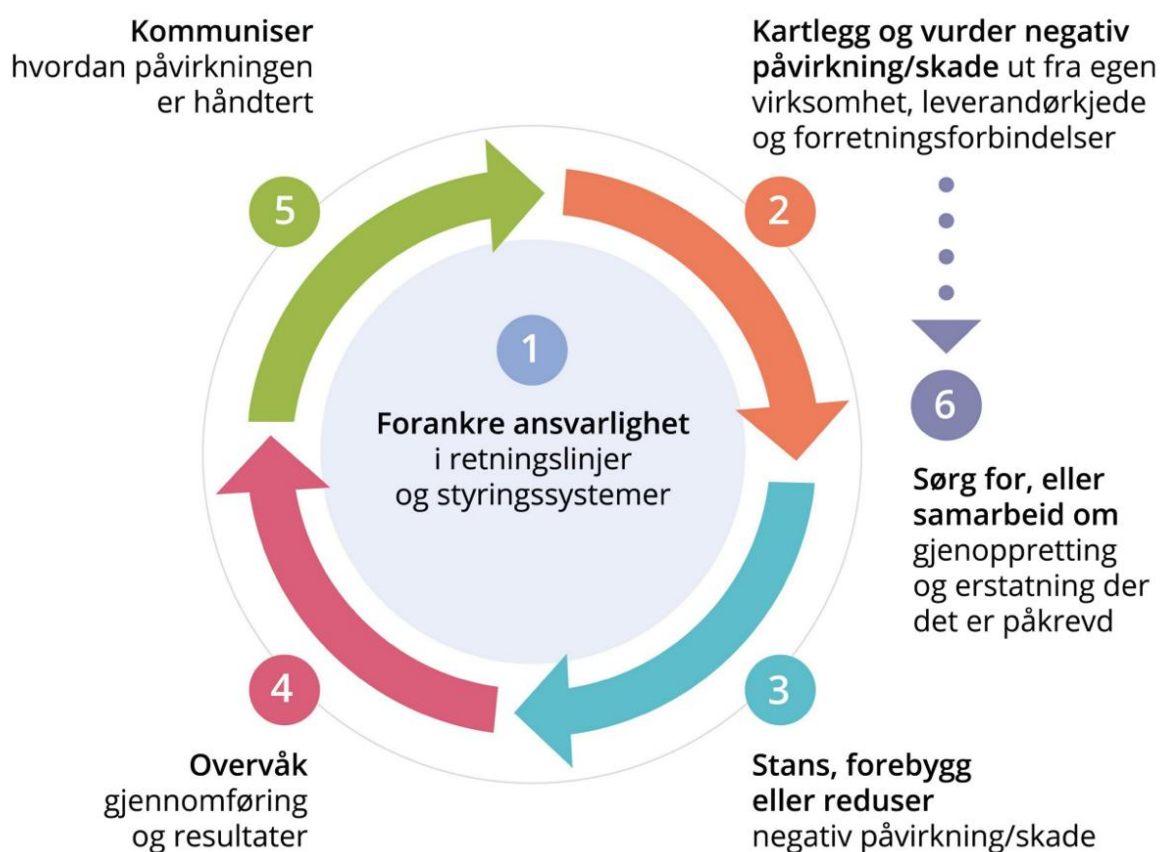 1
Forankre ansvarlighet
i retningslinjer
og styringssystemer
2
Kartlegg og vurder negativ
påvirkning/skade ut fra egen
virksomhet, leverandørkjede
og forretningsforbindelser
3
Stans, forebygg
eller reduser
negativ påvirkning/skade
4
Overvåk
gjennomføring
og resultater
5
Kommuniser
hvordan påvirkningen
er håndtert
6
Sørg for, eller
samarbeid om
gjenoppretting
og erstatning der
det er påkrevd